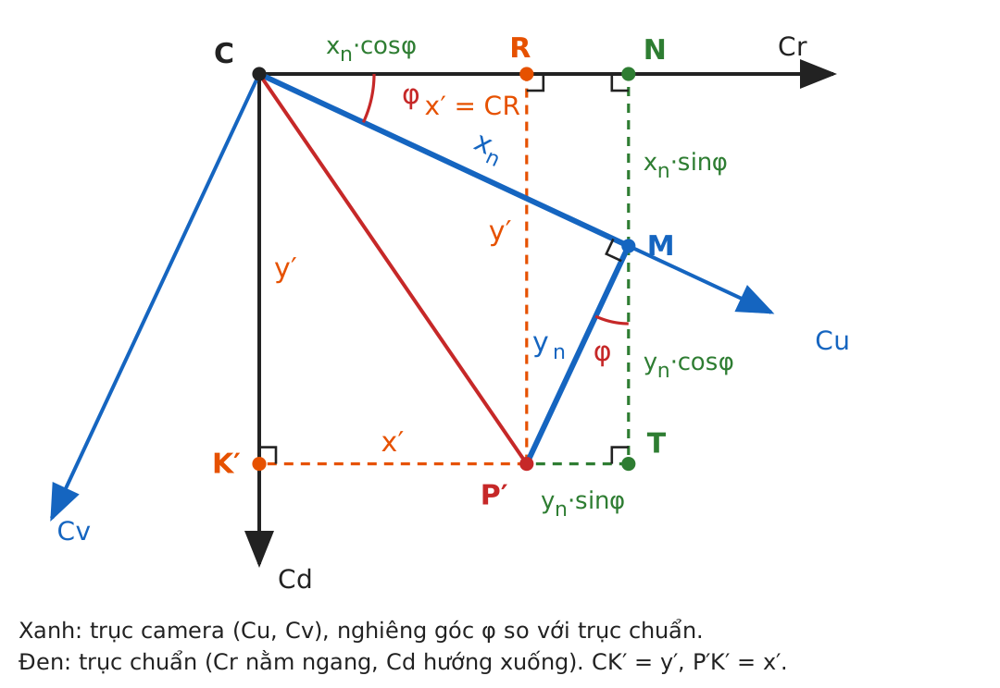 C
xₙ·cosφ
R
N
Cr
φ
x′ = CR
xₙ
xₙ·sinφ
y′
M
y′
Cu
yₙ
φ
yₙ·cosφ
x′
T
K′
P′
yₙ·sinφ
Cv
Cd
Xanh: trục camera (Cu, Cv), nghiêng góc φ so với trục chuẩn.
Đen: trục chuẩn (Cr nằm ngang, Cd hướng xuống). CK′ = y′, P′K′ = x′.